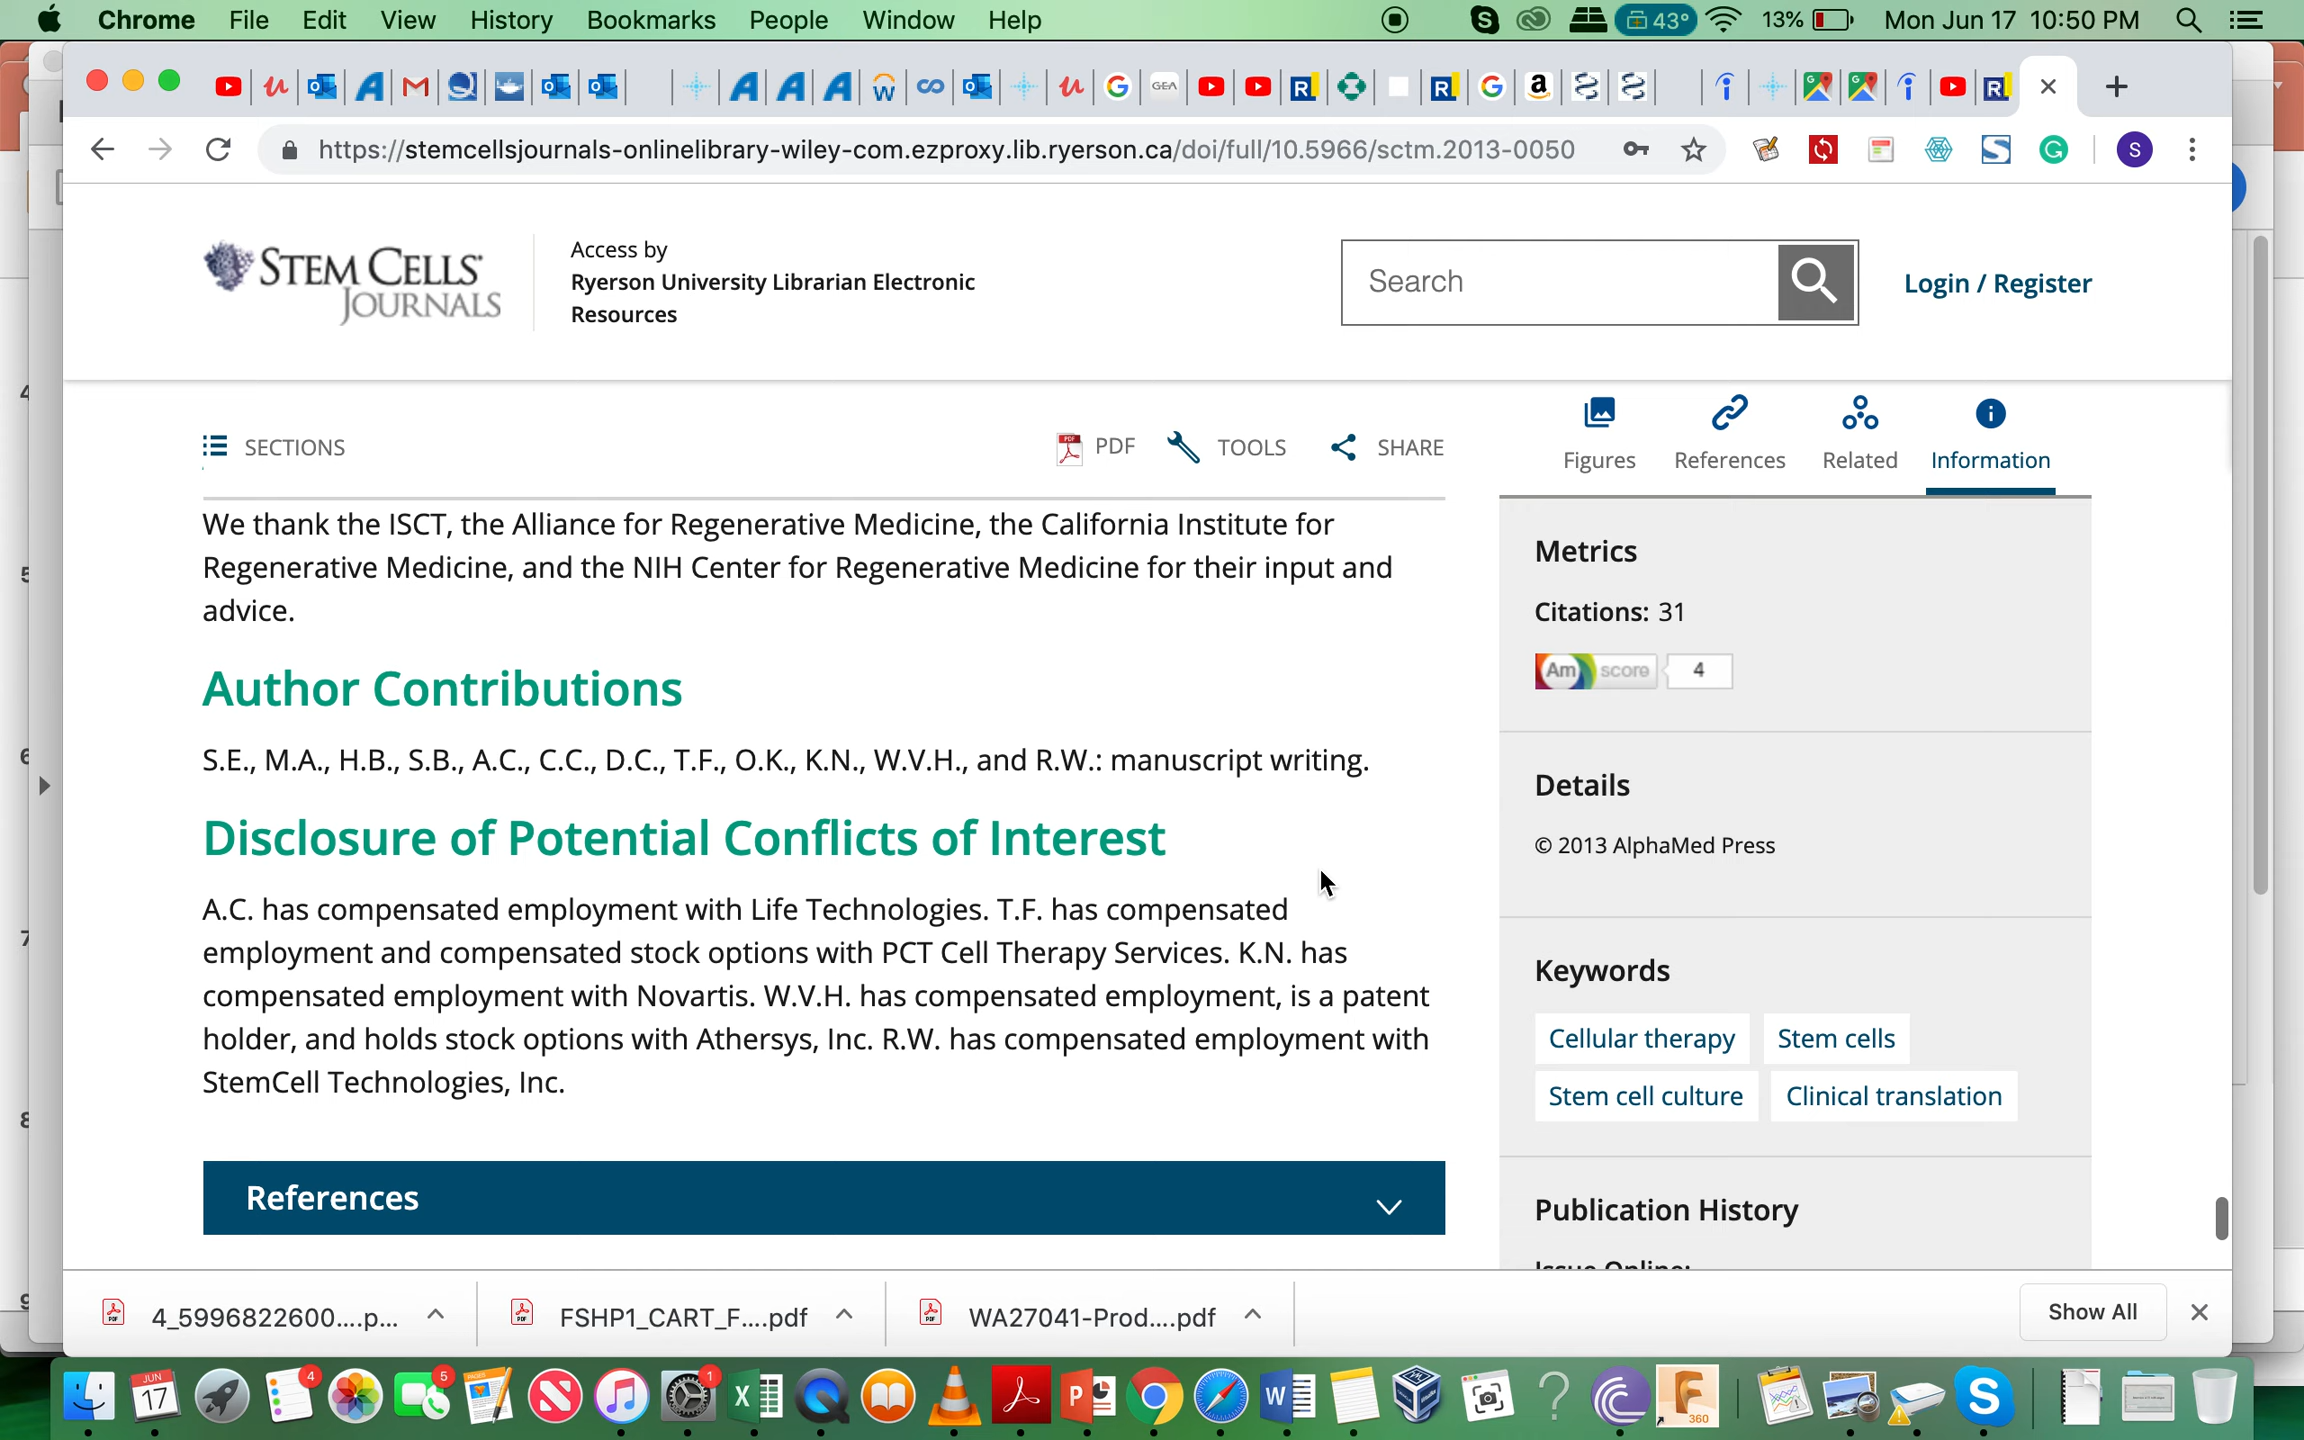 Chrome File Edit View History Bookmarks People Window Help 43° 13% Mon Jun 17 10:50 PM
https://stemcellsjournals-onlinelibrary-wiley-com.ezproxy.lib.ryerson.ca/doi/full/10.5966/sctm.2013-0050
S
STEM CELLS
JOURNALS
Access by
Ryerson University Librarian Electronic
Resources
Search
Login / Register
SECTIONS
PDF TOOLS SHARE
Figures References Related Information
We thank the ISCT, the Alliance for Regenerative Medicine, the California Institute for
Regenerative Medicine, and the NIH Center for Regenerative Medicine for their input and
advice.
Author Contributions
S.E., M.A., H.B., S.B., A.C., C.C., D.C., T.F., O.K., K.N., W.V.H., and R.W.: manuscript writing.
Disclosure of Potential Conflicts of Interest
A.C. has compensated employment with Life Technologies. T.F. has compensated
employment and compensated stock options with PCT Cell Therapy Services. K.N. has
compensated employment with Novartis. W.V.H. has compensated employment, is a patent
holder, and holds stock options with Athersys, Inc. R.W. has compensated employment with
StemCell Technologies, Inc.
References
Metrics
Citations: 31
Am score 4
Details
© 2013 AlphaMed Press
Keywords
Cellular therapy Stem cells
Stem cell culture Clinical translation
Publication History
4_5996822600....p... FSHP1_CART_F....pdf WA27041-Prod....pdf Show All
JUN
17
4
5
1
360